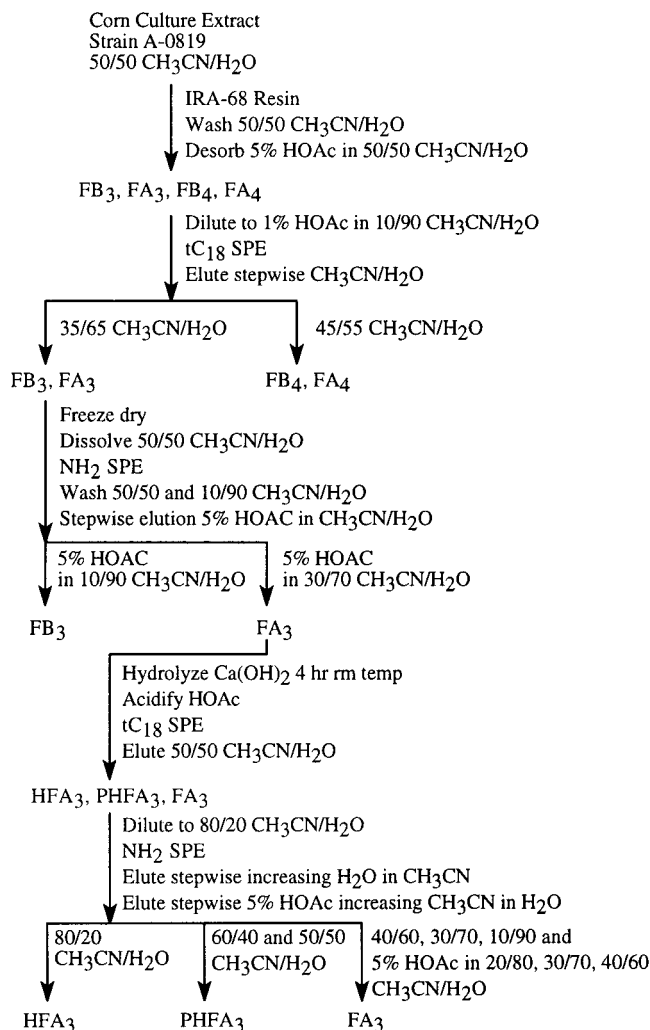 Corn Culture Extract
Strain A-0819
50/50 CH3CN/H2O
IRA-68 Resin
Wash 50/50 CH3CN/H2O
Desorb 5% HOAc in 50/50 CH3CN/H2O
FB3, FA3, FB4, FA4
Dilute to 1% HOAc in 10/90 CH3CN/H2O
tC18 SPE
Elute stepwise CH3CN/H2O
35/65 CH3CN/H2O
45/55 CH3CN/H2O
FB3, FA3
FB4, FA4
Freeze dry
Dissolve 50/50 CH3CN/H2O
NH2 SPE
Wash 50/50 and 10/90 CH3CN/H2O
Stepwise elution 5% HOAC in CH3CN/H2O
5% HOAC
in 10/90 CH3CN/H2O
5% HOAC
in 30/70 CH3CN/H2O
FB3
FA3
Hydrolyze Ca(OH)2 4 hr rm temp
Acidify HOAc
tC18 SPE
Elute 50/50 CH3CN/H2O
HFA3, PHFA3, FA3
Dilute to 80/20 CH3CN/H2O
NH2 SPE
Elute stepwise increasing H2O in CH3CN
Elute stepwise 5% HOAc increasing CH3CN in H2O
80/20
CH3CN/H2O
60/40 and 50/50
CH3CN/H2O
40/60, 30/70, 10/90 and
5% HOAc in 20/80, 30/70, 40/60
CH3CN/H2O
HFA3
PHFA3
FA3